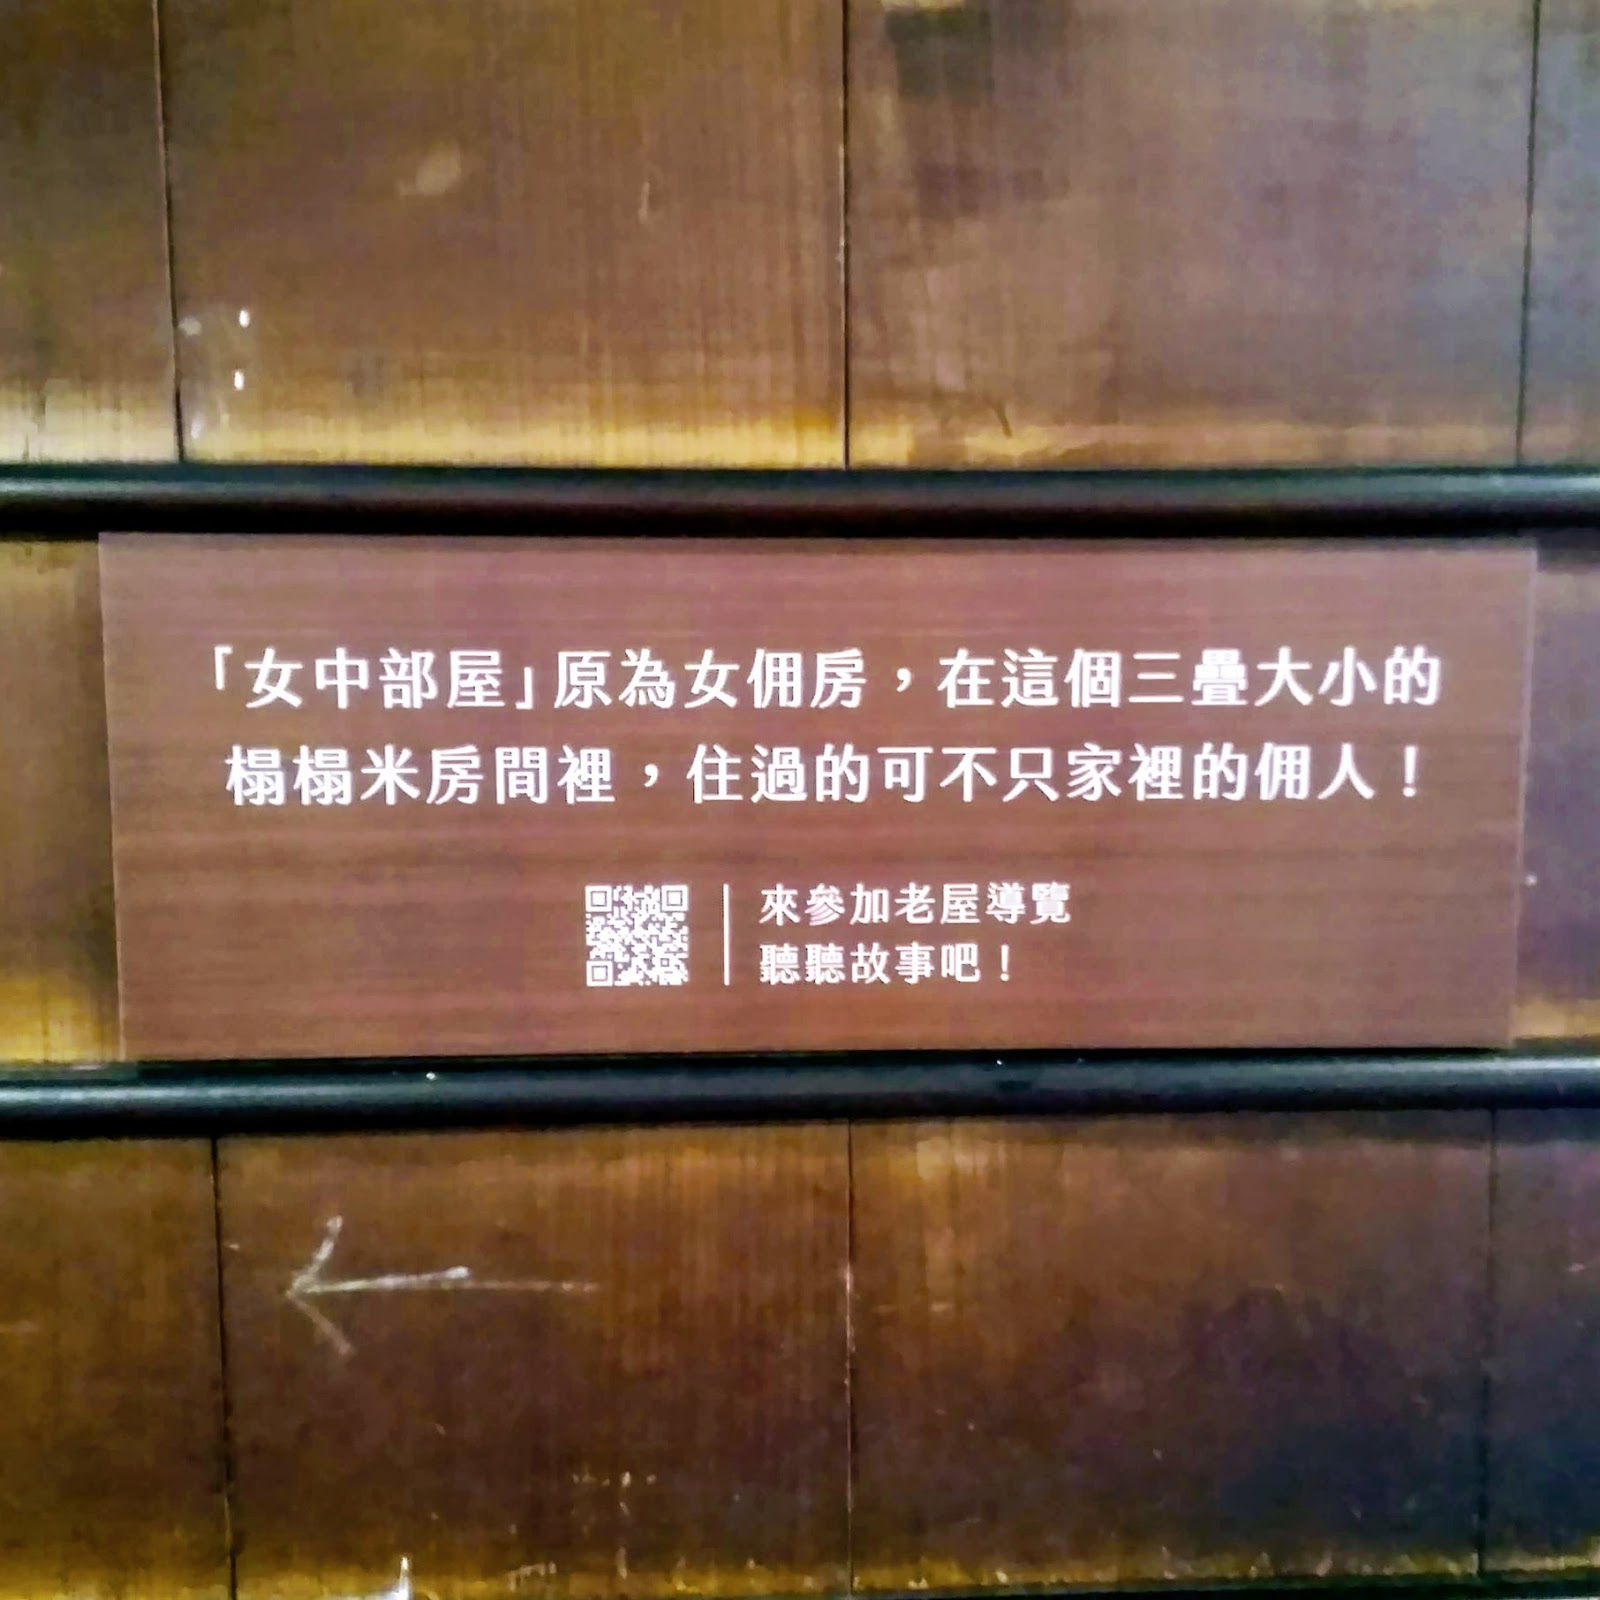 「女中部屋」原為女佣房，在這個三疊大小的
榻榻米房間裡，住過的可不只家裡的佣人！
來參加老屋導覽
聽聽故事吧！